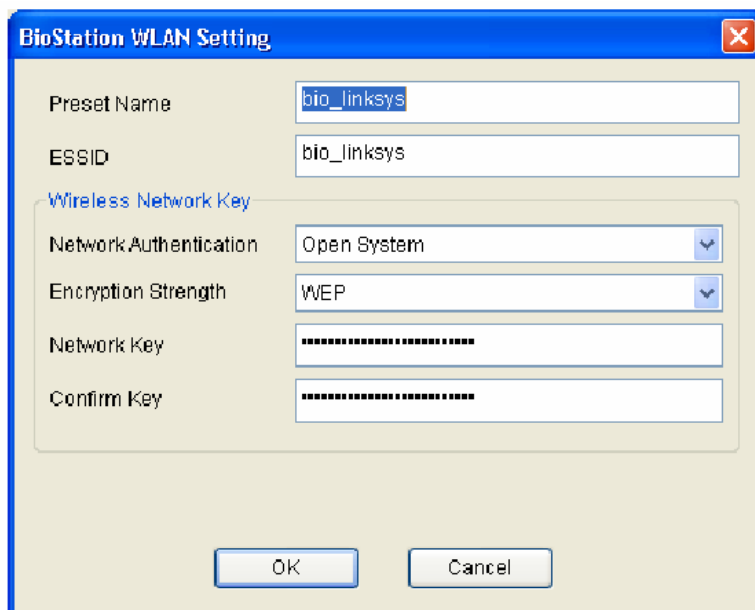 BioStation WLAN Setting
Preset Name bio_linksys
ESSID bio_linksys
Wireless Network Key
Network Authentication Open System
Encryption Strength WEP
Network Key ••••••••••••••••••••••••••
Confirm Key ••••••••••••••••••••••••••
OK Cancel